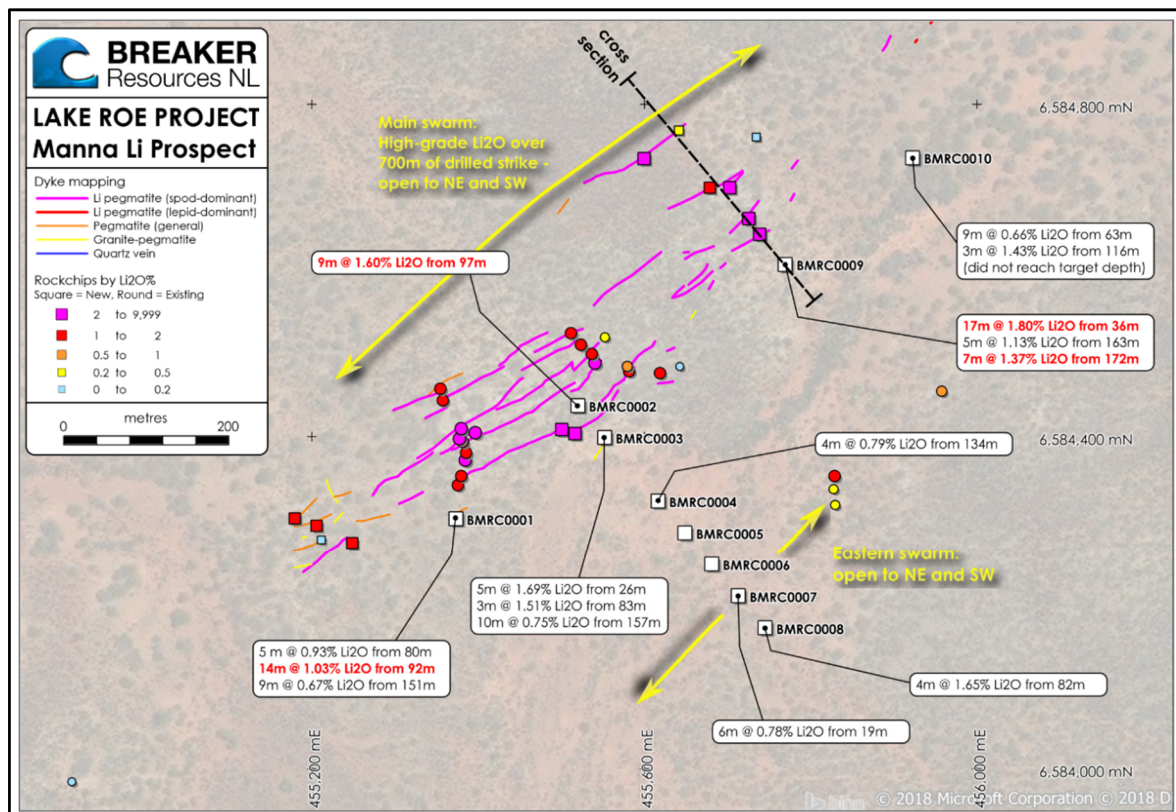 BREAKER
Resources NL
LAKE ROE PROJECT
Manna Li Prospect
Dyke mapping
Li pegmatite (spod-dominant)
Li pegmatite (lepid-dominant)
Pegmatite (general)
Granite-pegmatite
Quartz vein
Rockchips by Li2O%
Square = New, Round = Existing
2 to 9,999
1 to 2
0.5 to 1
0.2 to 0.5
0 to 0.2
metres
0 200
cross
section
Main swarm:
High-grade Li2O over
700m of drilled strike -
open to NE and SW
6,584,800 mN
BMRC0010
9m @ 0.66% Li2O from 63m
3m @ 1.43% Li2O from 116m
(did not reach target depth)
9m @ 1.60% Li2O from 97m
BMRC0009
17m @ 1.80% Li2O from 36m
5m @ 1.13% Li2O from 163m
7m @ 1.37% Li2O from 172m
BMRC0002
BMRC0003
4m @ 0.79% Li2O from 134m
6,584,400 mN
BMRC0004
BMRC0001
BMRC0005
BMRC0006
Eastern swarm:
open to NE and SW
BMRC0007
BMRC0008
5m @ 1.69% Li2O from 26m
3m @ 1.51% Li2O from 83m
10m @ 0.75% Li2O from 157m
5 m @ 0.93% Li2O from 80m
14m @ 1.03% Li2O from 92m
9m @ 0.67% Li2O from 151m
4m @ 1.65% Li2O from 82m
6m @ 0.78% Li2O from 19m
455,200 mE
455,600 mE
456,000 mE
6,584,000 mN
© 2018 Microsoft Corporation © 2018 D